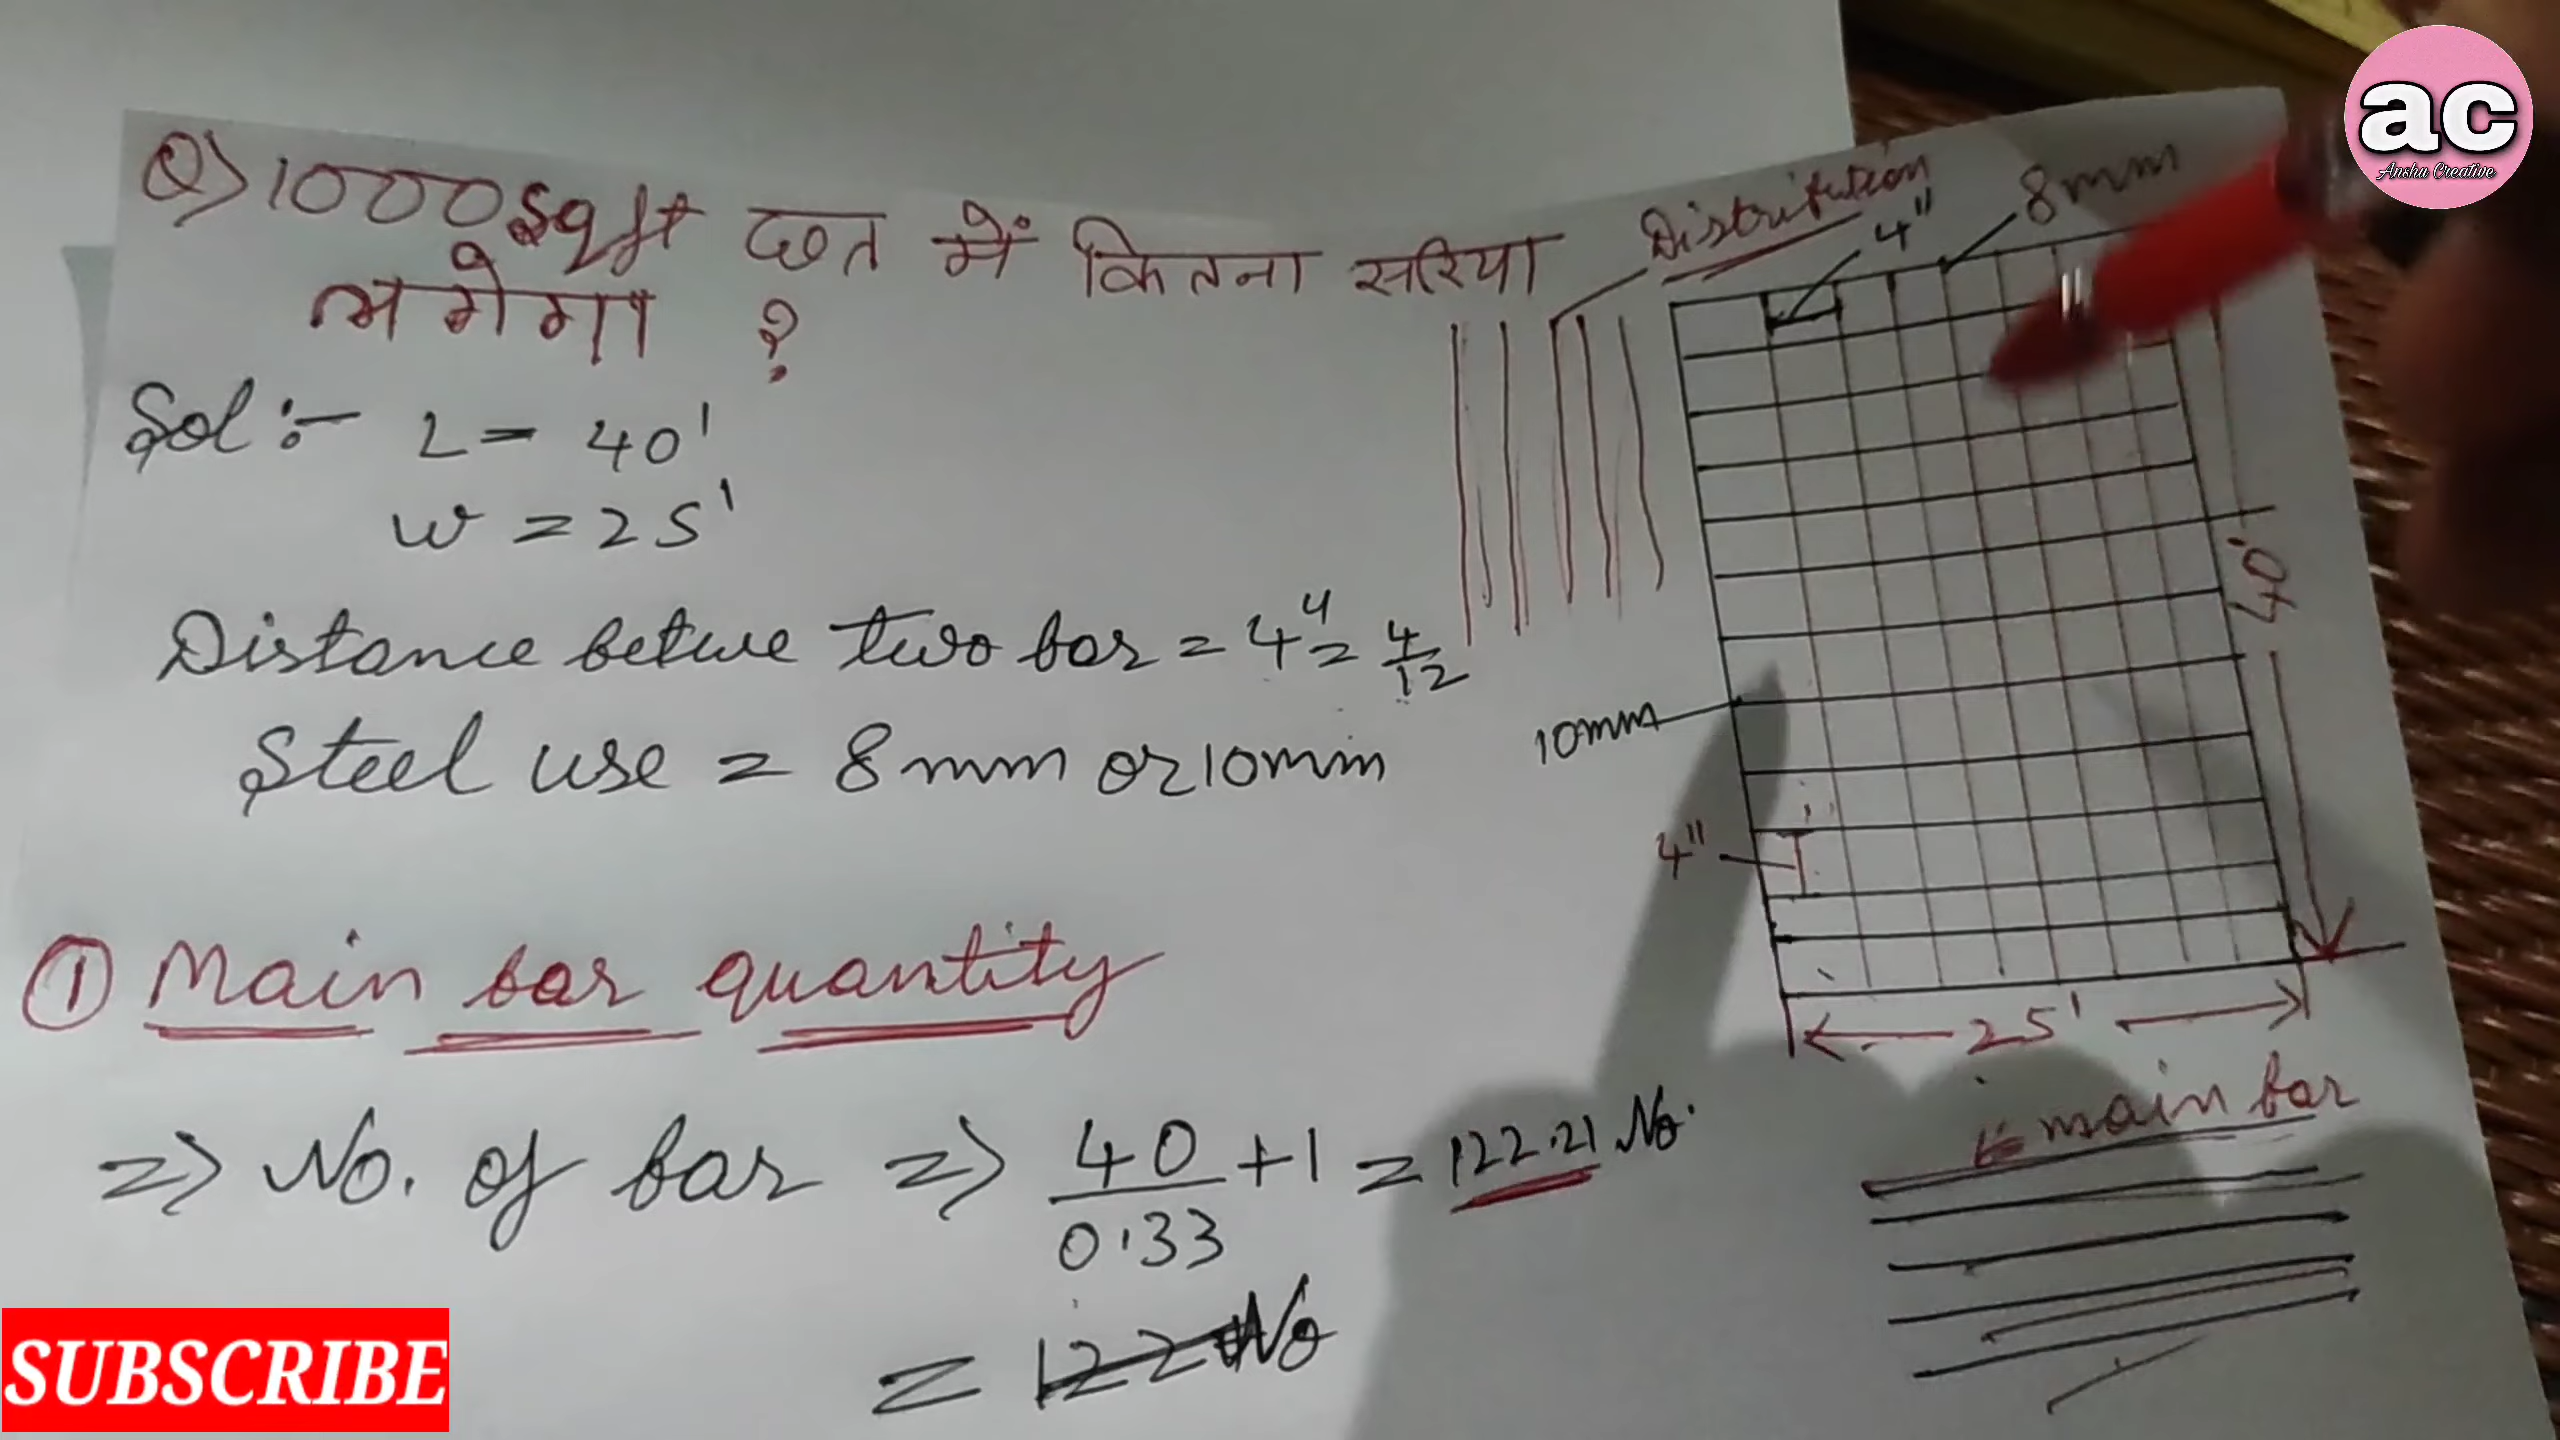 Q> 1000 Sqft छत में कितना सरिया
लगेगा ?
Sol :- L = 40'
w = 25'
Distance betwe two bar = 4" = 4/12
Steel use = 8mm or 10mm
① Main bar quantity
=> No. of bar => 40/0.33 + 1 = 122.21 No.
= 122 No
Distribution
4"
8mm
10mm
4"
40'
25'
main bar
ac
Anshu Creative
SUBSCRIBE